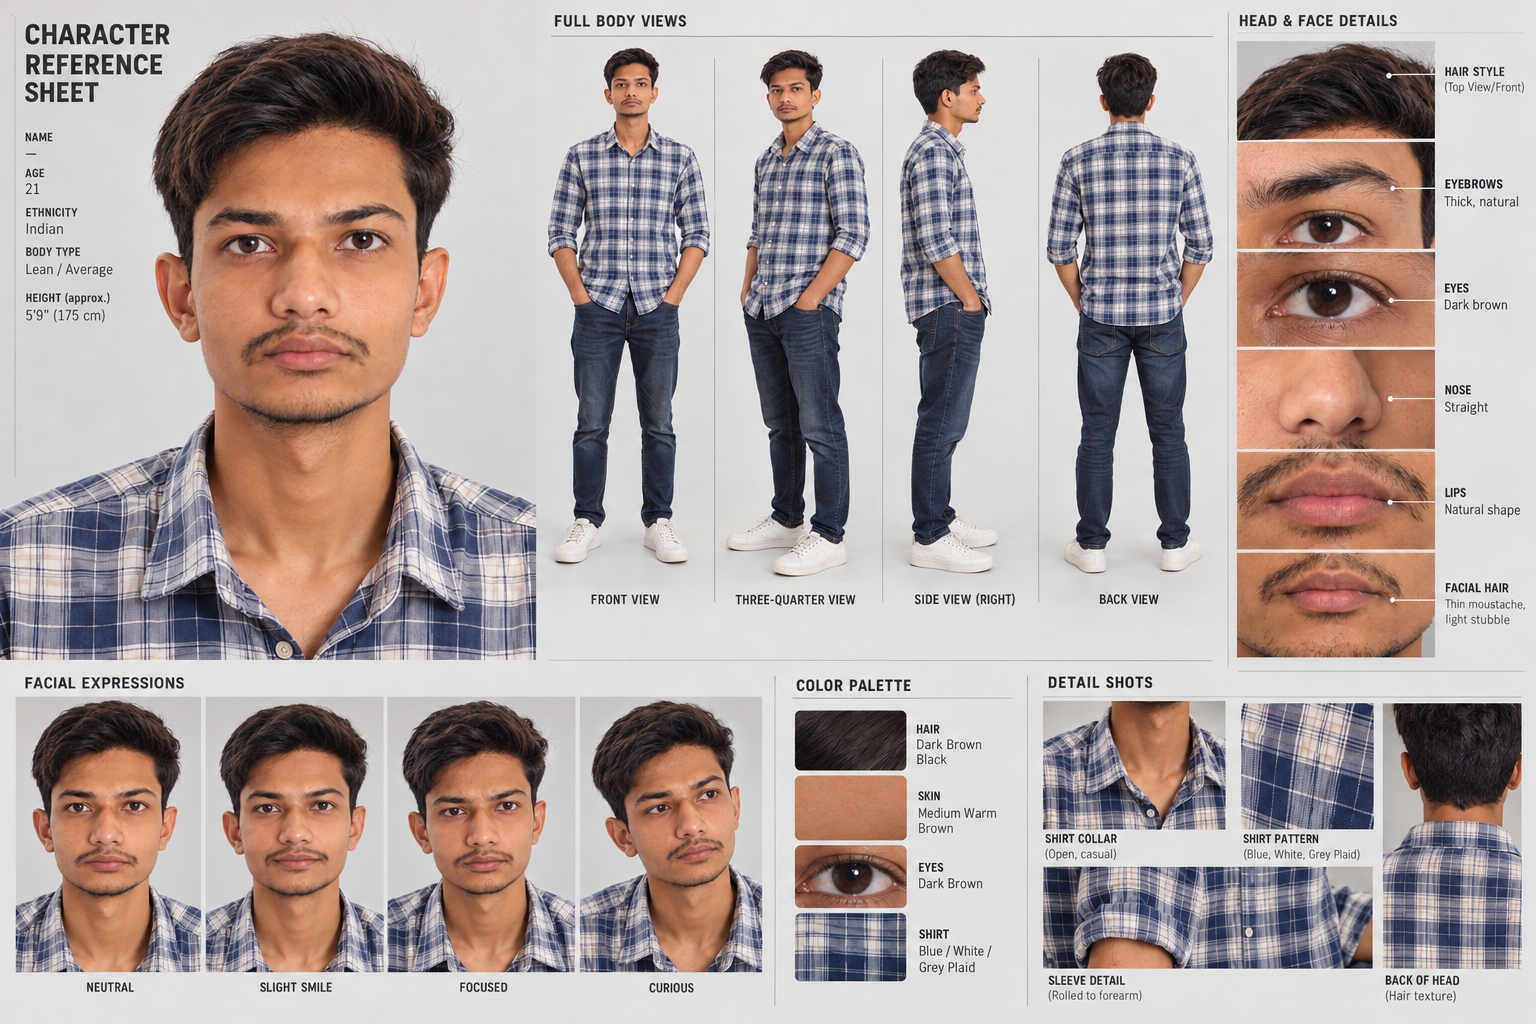 CHARACTER
REFERENCE
SHEET
NAME
—
AGE
21
ETHNICITY
Indian
BODY TYPE
Lean / Average
HEIGHT (approx.)
5'9" (175 cm)
FULL BODY VIEWS
FRONT VIEW
THREE-QUARTER VIEW
SIDE VIEW (RIGHT)
BACK VIEW
HEAD & FACE DETAILS
HAIR STYLE
(Top View/Front)
EYEBROWS
Thick, natural
EYES
Dark brown
NOSE
Straight
LIPS
Natural shape
FACIAL HAIR
Thin moustache,
light stubble
FACIAL EXPRESSIONS
NEUTRAL
SLIGHT SMILE
FOCUSED
CURIOUS
COLOR PALETTE
HAIR
Dark Brown
Black
SKIN
Medium Warm
Brown
EYES
Dark Brown
SHIRT
Blue / White /
Grey Plaid
DETAIL SHOTS
SHIRT COLLAR
(Open, casual)
SHIRT PATTERN
(Blue, White, Grey Plaid)
SLEEVE DETAIL
(Rolled to forearm)
BACK OF HEAD
(Hair texture)